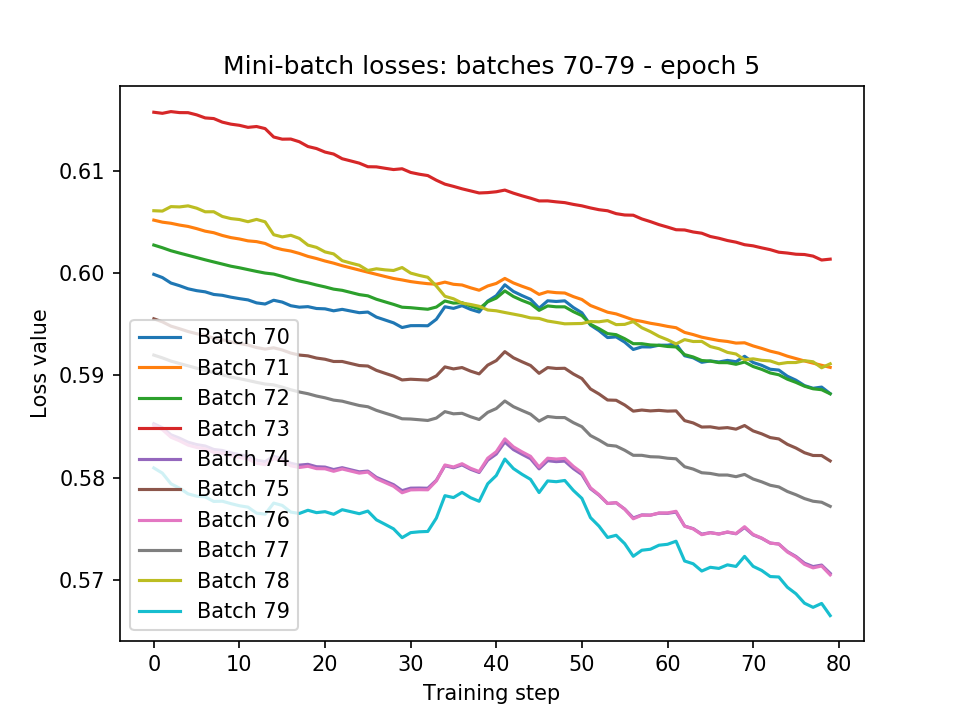 Mini-batch losses: batches 70-79 - epoch 5
Loss value
0.61
0.60
0.59
0.58
0.57
Batch 70
Batch 71
Batch 72
Batch 73
Batch 74
Batch 75
Batch 76
Batch 77
Batch 78
Batch 79
0 10 20 30 40 50 60 70 80
Training step